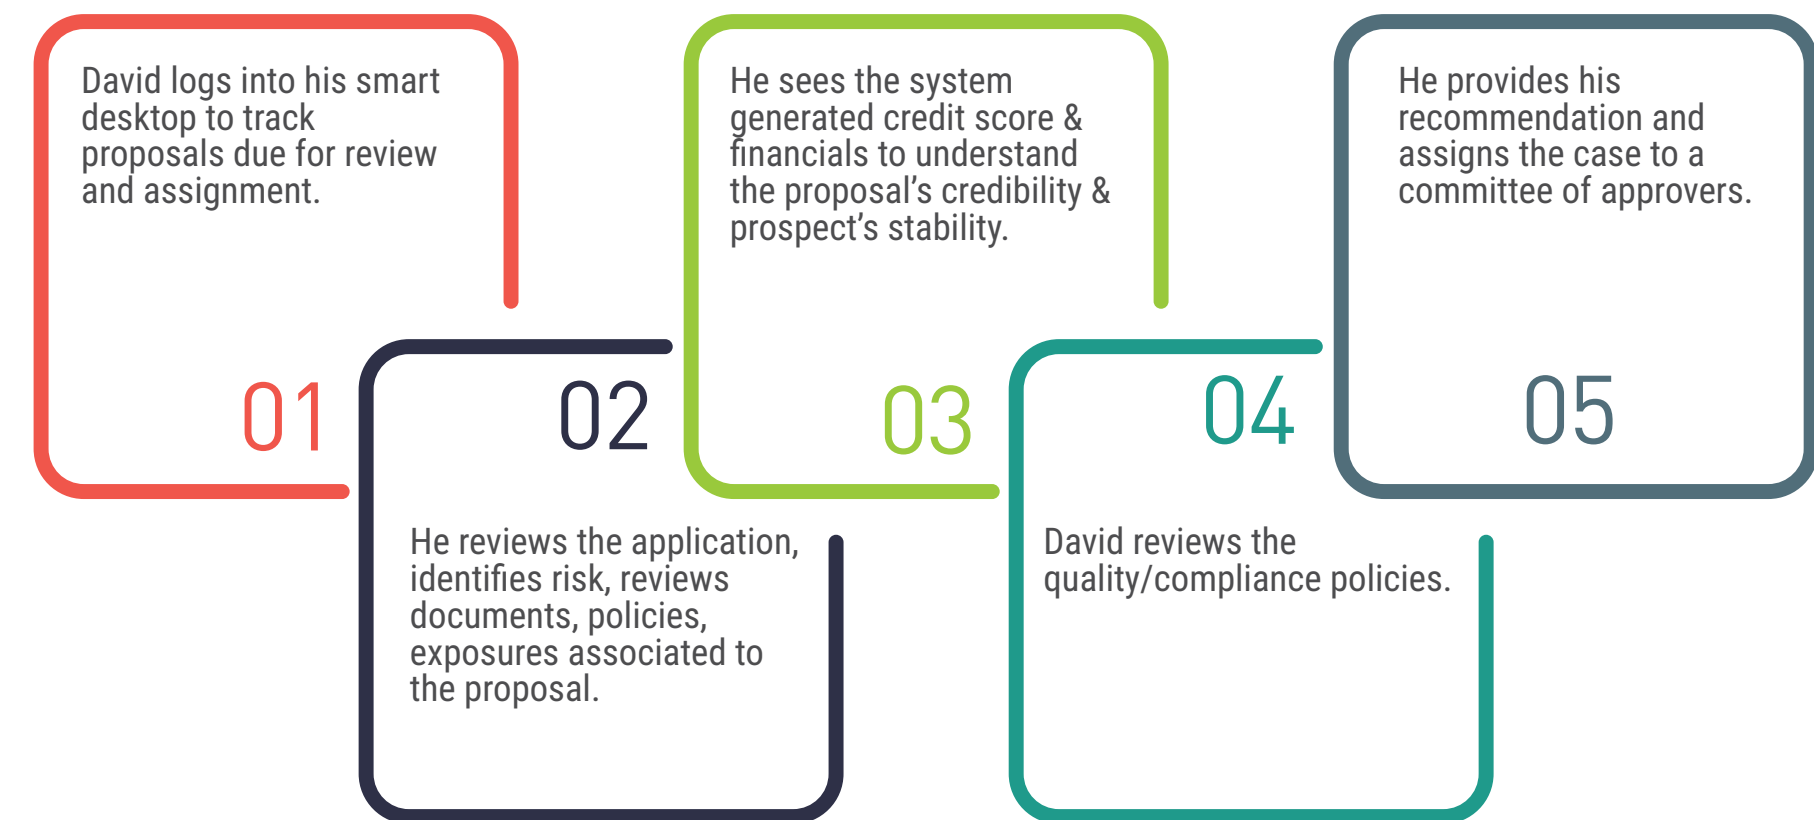 David logs into his smart
desktop to track
proposals due for review
and assignment.
01
He reviews the application,
identifies risk, reviews
documents, policies,
exposures associated to
the proposal.
02
He sees the system
generated credit score &
financials to understand
the proposal’s credibility &
prospect’s stability.
03
David reviews the
quality/compliance policies.
04
He provides his
recommendation and
assigns the case to a
committee of approvers.
05